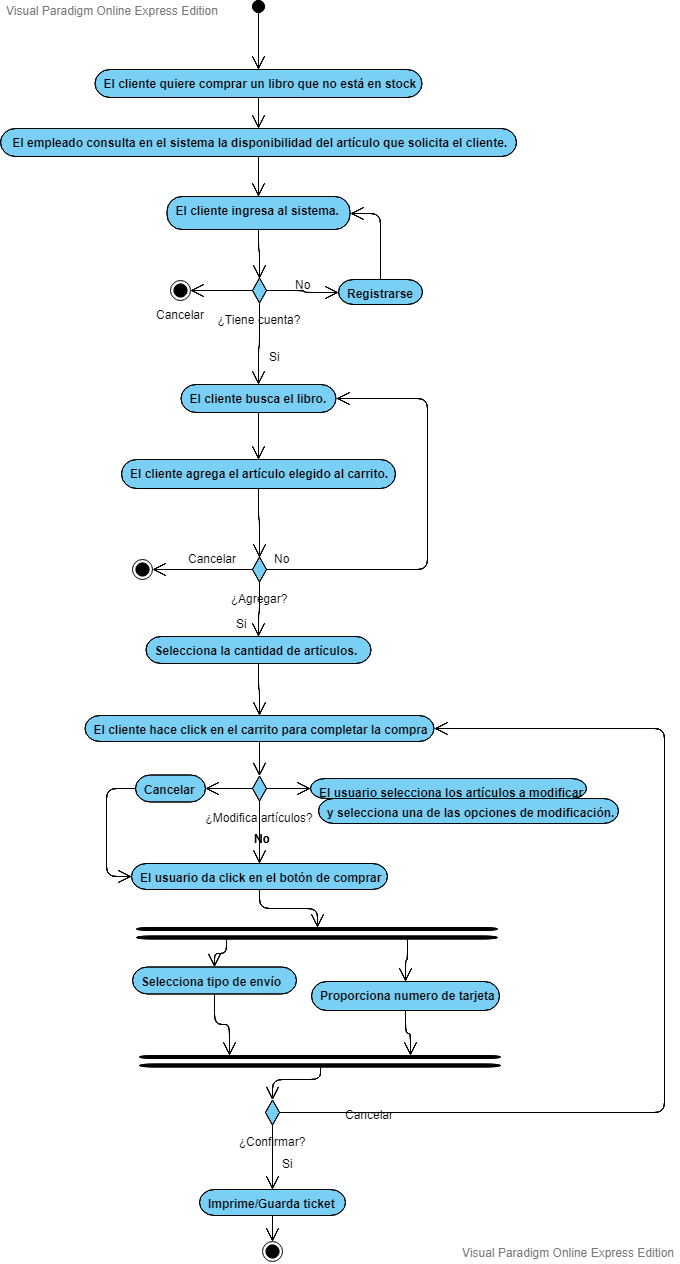 Visual Paradigm Online Express Edition
El cliente quiere comprar un libro que no está en stock
El empleado consulta en el sistema la disponibilidad del artículo que solicita el cliente.
El cliente ingresa al sistema.
No
Registrarse
Cancelar
¿Tiene cuenta?
Si
El cliente busca el libro.
El cliente agrega el artículo elegido al carrito.
Cancelar
No
¿Agregar?
Si
Selecciona la cantidad de artículos.
El cliente hace click en el carrito para completar la compra
Cancelar
El usuario selecciona los artículos a modificar
y selecciona una de las opciones de modificación.
¿Modifica artículos?
No
El usuario da click en el botón de comprar
Selecciona tipo de envío
Proporciona numero de tarjeta
Cancelar
¿Confirmar?
Si
Imprime/Guarda ticket
Visual Paradigm Online Express Edition